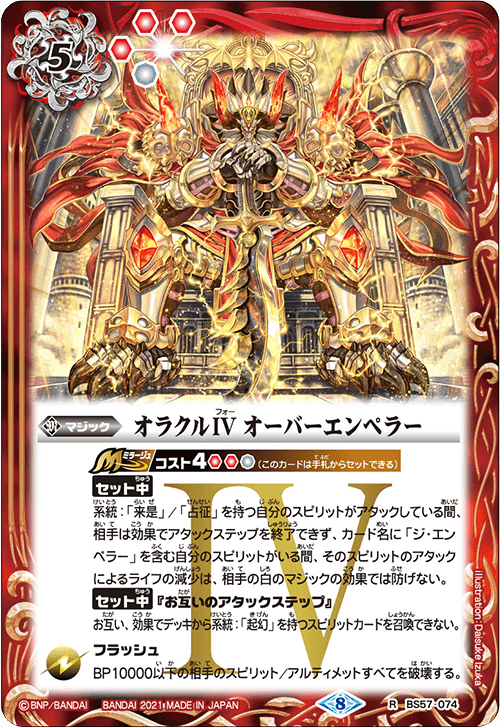 5
マジック
オラクルⅣ オーバーエンペラー
フォー
Mミラージュ コスト4 (このカードは手札からセットできる)
セット中
系統:「来是」/「占征」を持つ自分のスピリットがアタックしている間、
相手は効果でアタックステップを終了できず、カード名に「ジ・エン
ペラー」を含む自分のスピリットがいる間、そのスピリットのアタック
によるライフの減少は、相手の白のマジックの効果では防げない。
セット中『お互いのアタックステップ』
お互い、効果でデッキから系統:「起幻」を持つスピリットカードを召喚できない。
フラッシュ
BP10000以下の相手のスピリット/アルティメットすべてを破壊する。
IV
illustration:Daisuke Izuka
©BNP/BANDAI BANDAI 2021 MADE IN JAPAN 8 R BS57-074